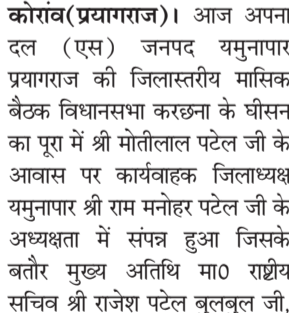 कोरांव(प्रयागराज)। आज अपना
दल (एस) जनपद यमुनापार
प्रयागराज की जिलास्तरीय मासिक
बैठक विधानसभा करछना के घीसन
का पूरा में श्री मोतीलाल पटेल जी के
आवास पर कार्यवाहक जिलाध्यक्ष
यमुनापार श्री राम मनोहर पटेल जी के
अध्यक्षता में संपन्न हुआ जिसके
बतौर मुख्य अतिथि मा0 राष्ट्रीय
सचिव श्री राजेश पटेल बुलबुल जी,